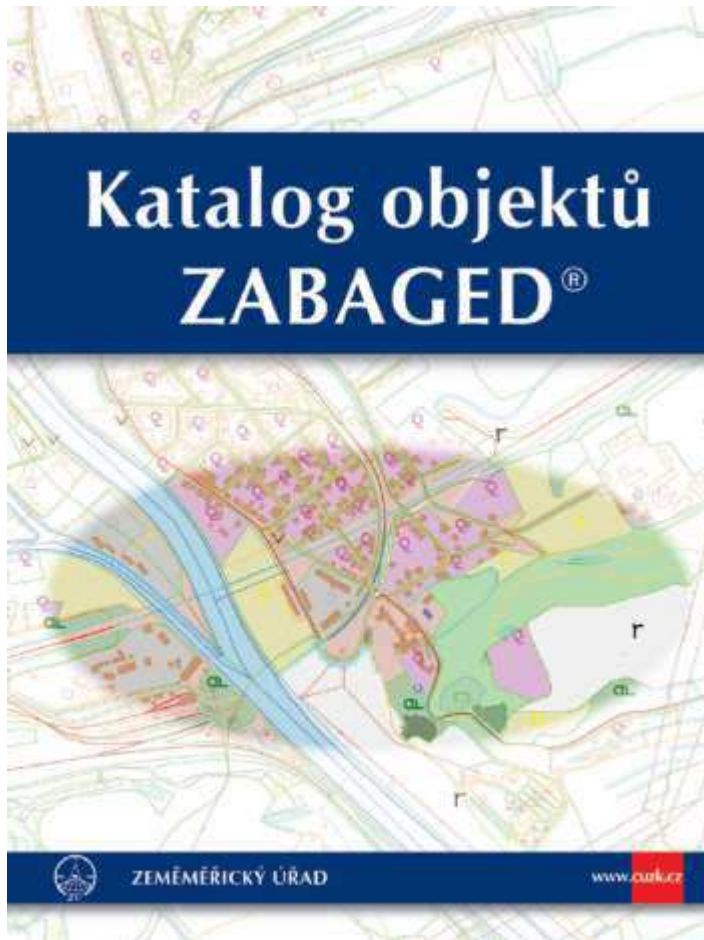 Katalog objektů
ZABAGED®
r
r
r
ZEMĚMĚŘICKÝ ÚŘAD
www.cuzk.cz